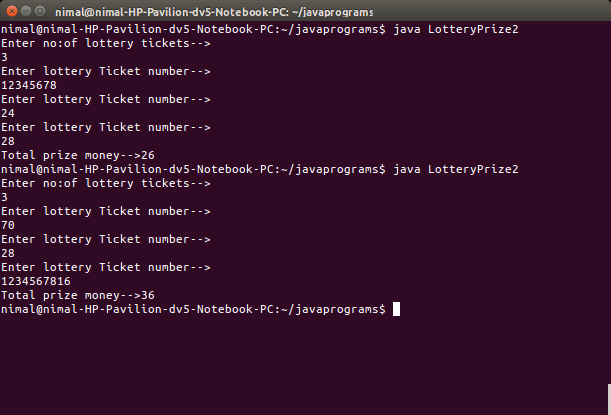 nimal@nimal-HP-Pavilion-dv5-Notebook-PC: ~/javaprograms
nimal@nimal-HP-Pavilion-dv5-Notebook-PC:~/javaprograms$ java LotteryPrize2
Enter no:of lottery tickets-->
3
Enter lottery Ticket number-->
12345678
Enter lottery Ticket number-->
24
Enter lottery Ticket number-->
28
Total prize money-->26
nimal@nimal-HP-Pavilion-dv5-Notebook-PC:~/javaprograms$ java LotteryPrize2
Enter no:of lottery tickets-->
3
Enter lottery Ticket number-->
70
Enter lottery Ticket number-->
28
Enter lottery Ticket number-->
1234567816
Total prize money-->36
nimal@nimal-HP-Pavilion-dv5-Notebook-PC:~/javaprograms$